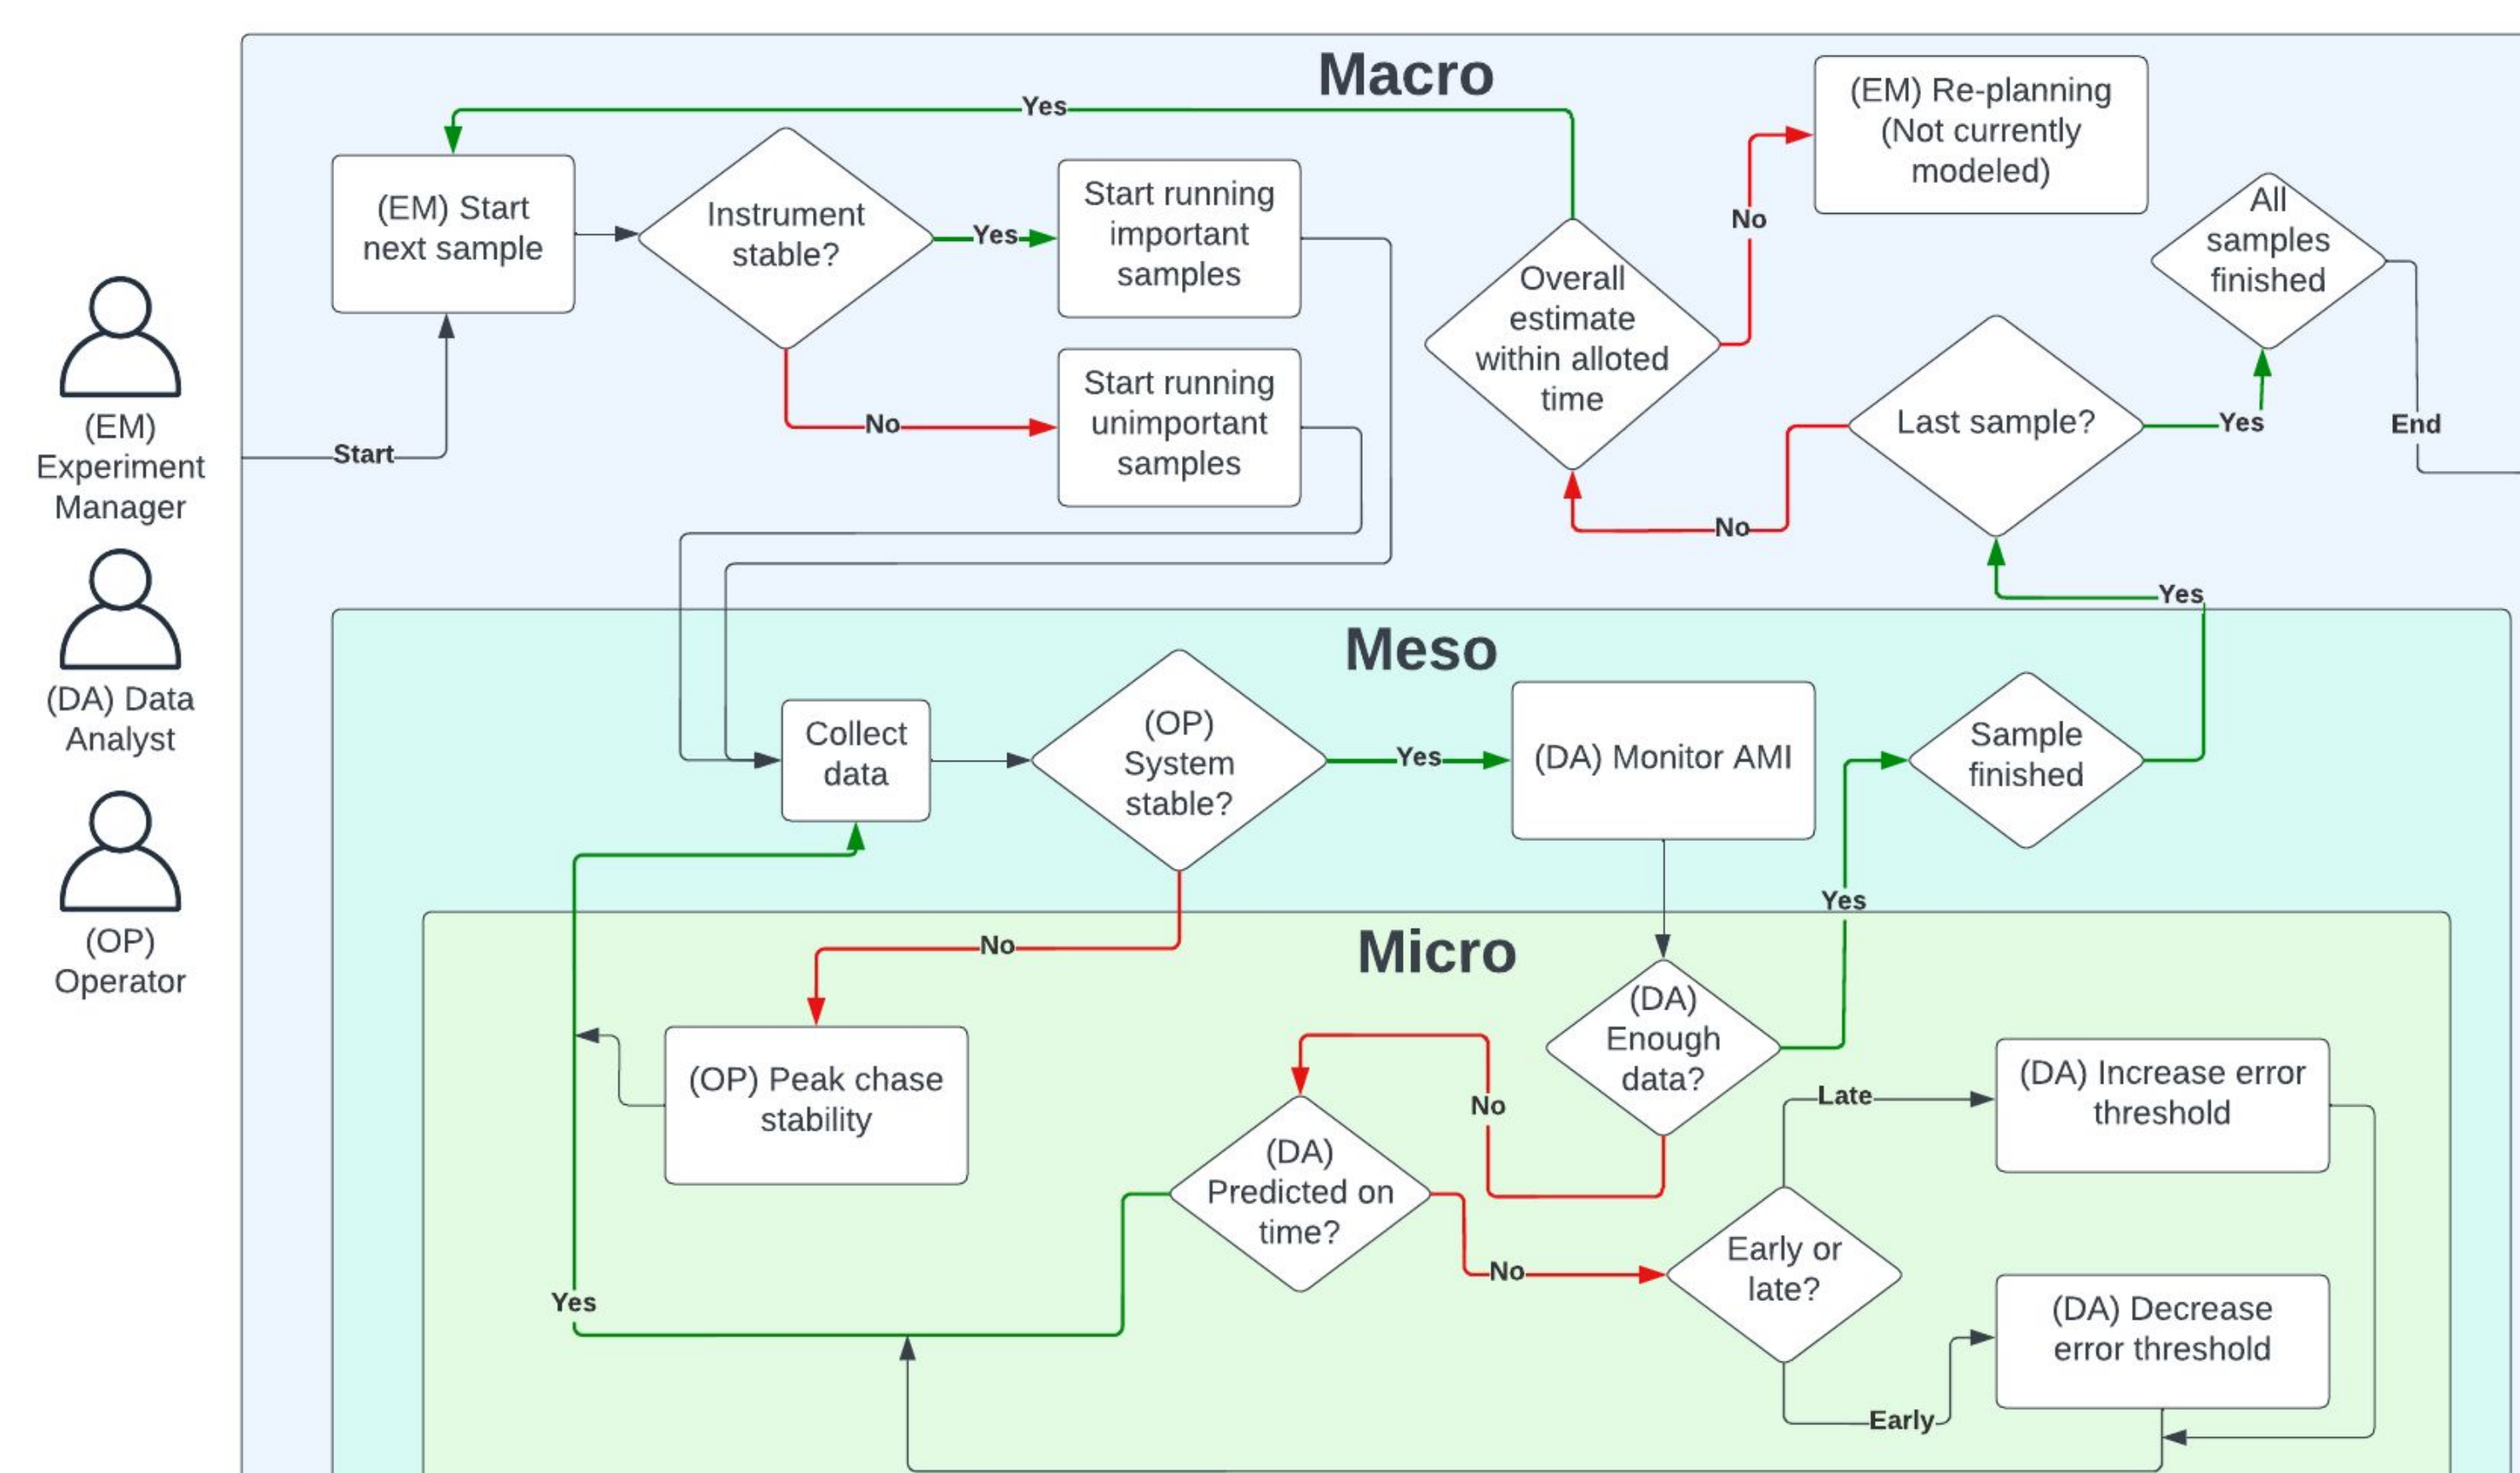 Macro
Yes
(EM) Start
next sample
Instrument
stable?
Yes
Start running
important
samples
No
Start running
unimportant
samples
Start
Overall
estimate
within alloted
time
No
(EM) Re-planning
(Not currently
modeled)
All
samples
finished
Last sample?
Yes
End
No
Yes
(EM)
Experiment
Manager
(DA) Data
Analyst
(OP)
Operator
Meso
Collect
data
(OP)
System
stable?
Yes
(DA) Monitor AMI
Sample
finished
Yes
Micro
No
(OP) Peak chase
stability
(DA)
Enough
data?
No
(DA)
Predicted on
time?
No
Yes
Early or
late?
Late
(DA) Increase error
threshold
Early
(DA) Decrease
error threshold